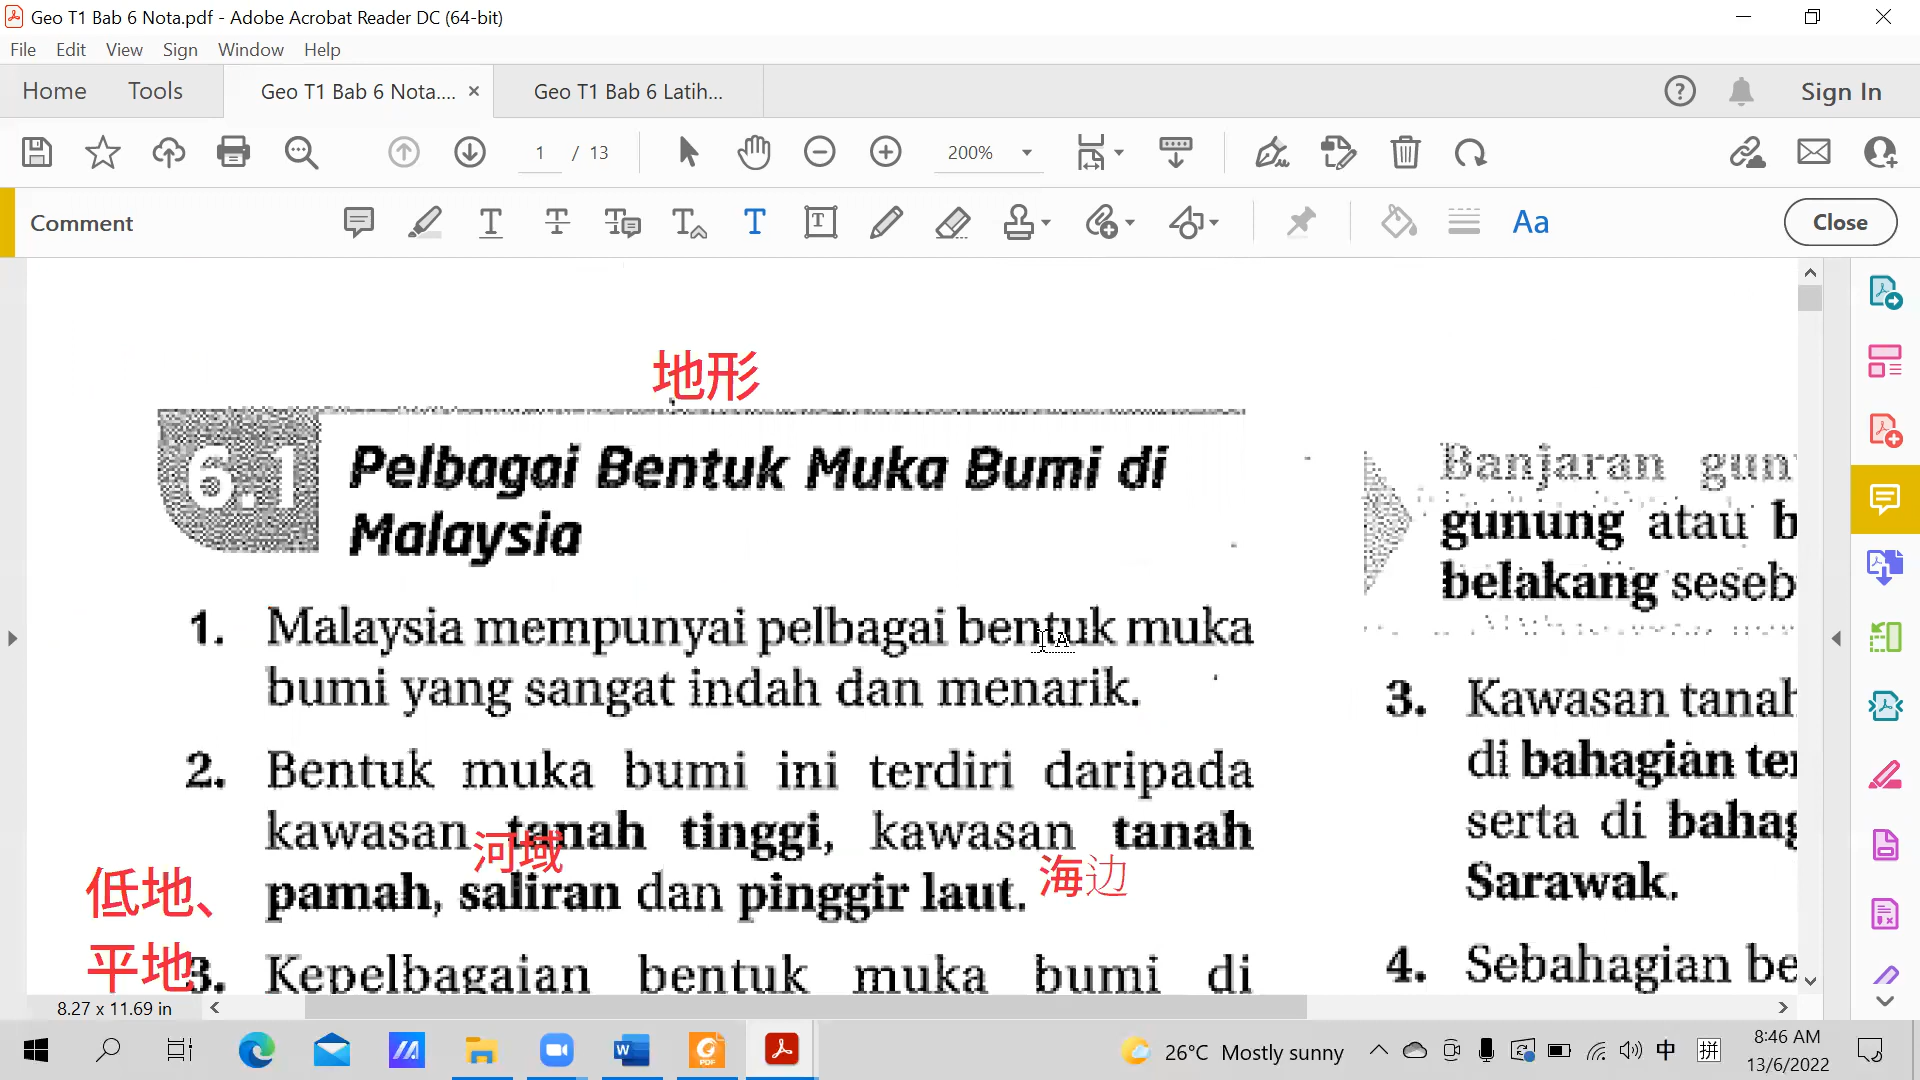 Geo T1 Bab 6 Nota.pdf - Adobe Acrobat Reader DC (64-bit)
File Edit View Sign Window Help
Home Tools Geo T1 Bab 6 Nota.... × Geo T1 Bab 6 Latih... Sign In
1 / 13 200%
Comment Aa Close
地形
6.1 Pelbagai Bentuk Muka Bumi di
Malaysia
1. Malaysia mempunyai pelbagai bentuk muka
bumi yang sangat indah dan menarik.
2. Bentuk muka bumi ini terdiri daripada
kawasan tanah tinggi, kawasan tanah
河域
海边
pamah, saliran dan pinggir laut.
低地、
平地
3. Kepelbagaian bentuk muka bumi di
Banjaran
gunung atau
belakang
3. Kawasan
di bahagian
serta di
Sarawak.
4. Sebahagian
8.27 x 11.69 in
26°C Mostly sunny
中 拼
8:46 AM
13/6/2022